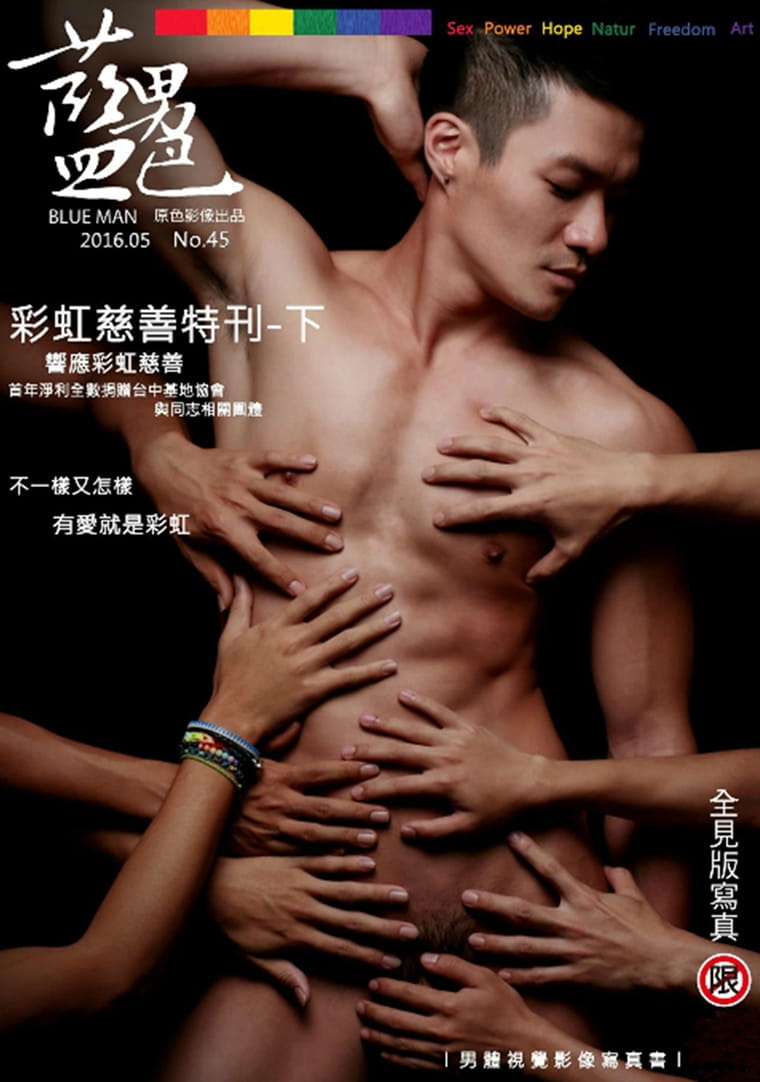 Sex Power Hope Natur Freedom Art
藍男色
BLUE MAN 原色影像出品
2016.05 No.45
彩虹慈善特刊-下
響應彩虹慈善
首年淨利全數捐贈台中基地協會
與同志相關團體
不一樣又怎樣
有愛就是彩虹
全見版寫真
限
|男體視覺影像寫真書|